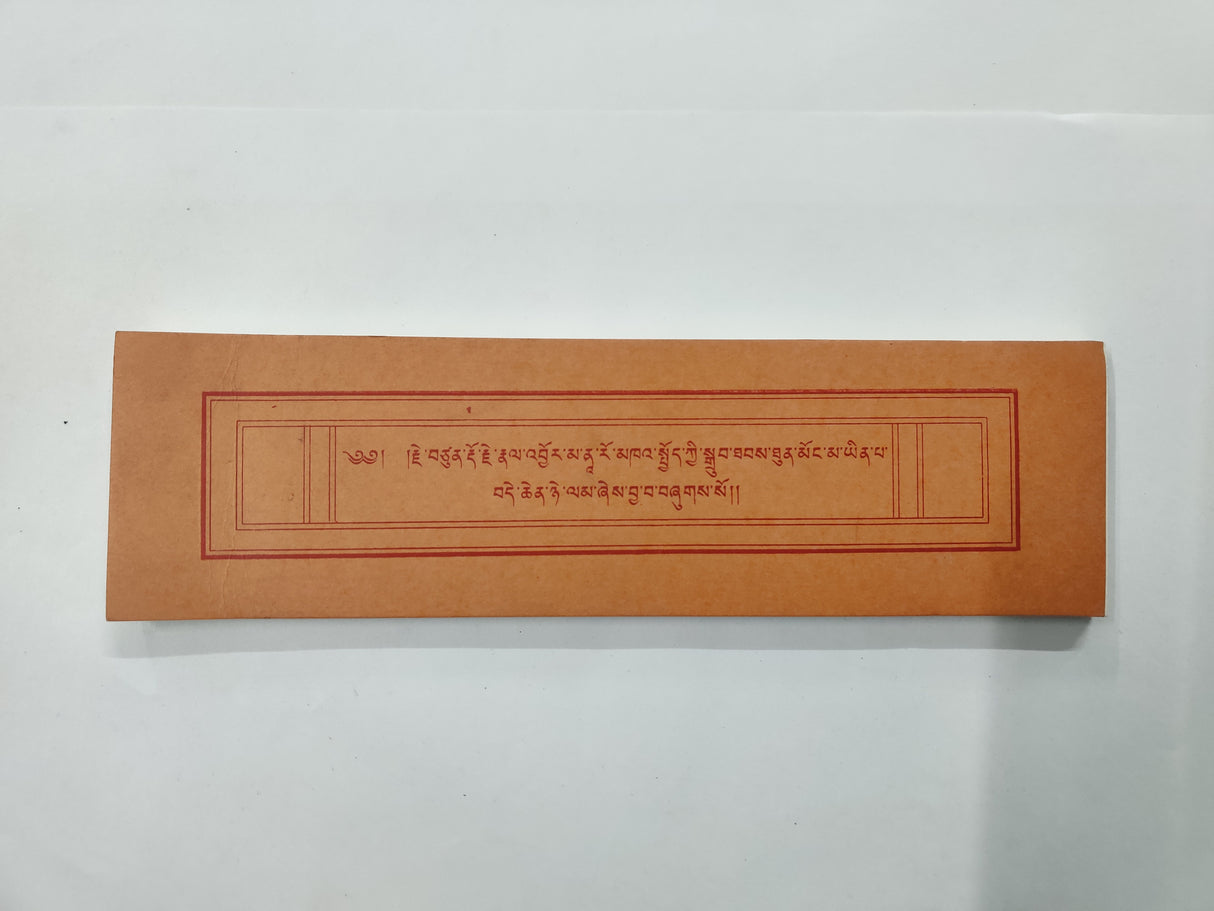 ༄༅། །རྗེ་བཙུན་རྡོ་རྗེ་རྣལ་འབྱོར་མ་ནཱ་རོ་མཁའ་སྤྱོད་ཀྱི་སྒྲུབ་ཐབས་ཐུན་མོང་མ་ཡིན་པ་
བདེ་ཆེན་ཉེ་ལམ་ཞེས་བྱ་བ་བཞུགས་སོ།།